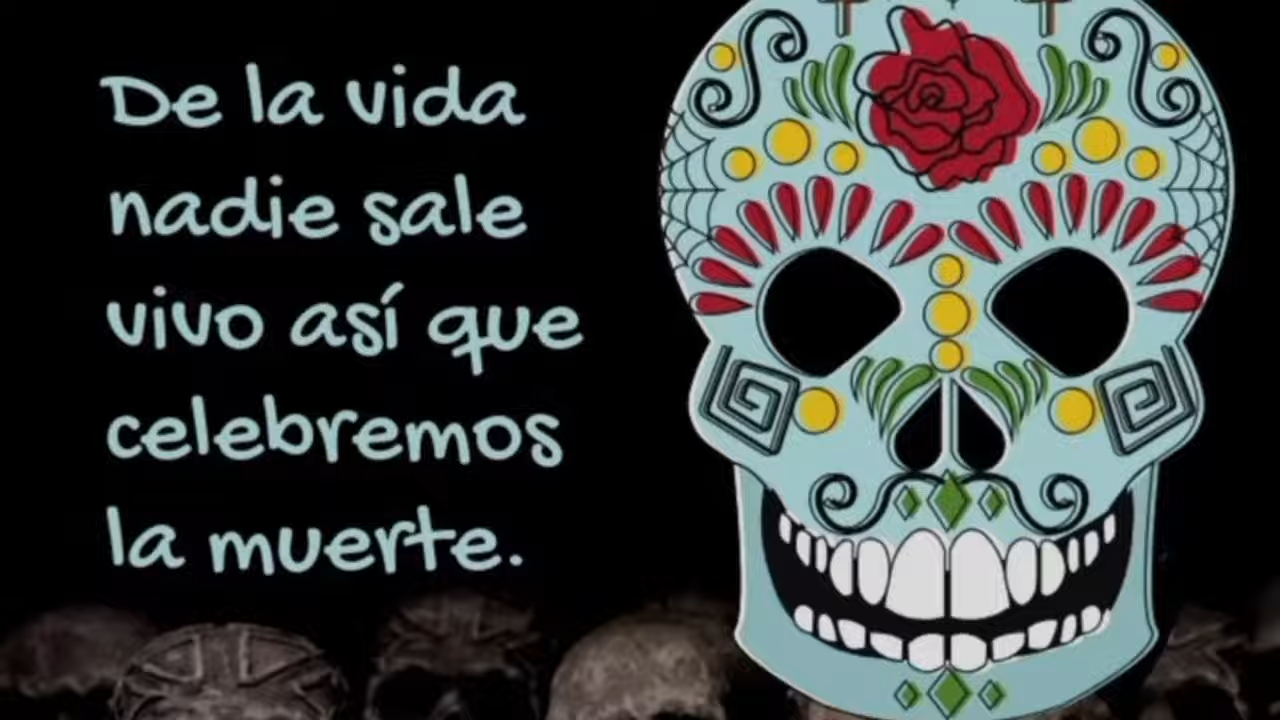 De la vida
nadie sale
vivo así que
celebremos
la muerte.